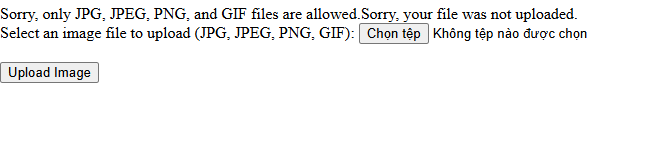 Sorry, only JPG, JPEG, PNG, and GIF files are allowed.Sorry, your file was not uploaded.
Select an image file to upload (JPG, JPEG, PNG, GIF): Chọn tệp Không tệp nào được chọn
Upload Image